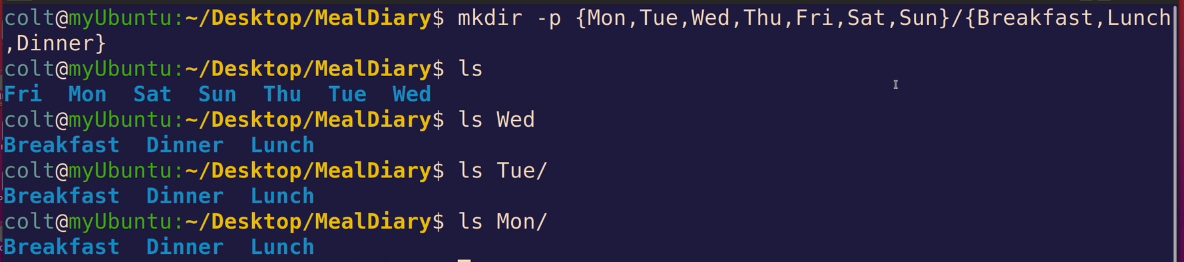 colt@myUbuntu:~/Desktop/MealDiary$ mkdir -p {Mon,Tue,Wed,Thu,Fri,Sat,Sun}/{Breakfast,Lunch
,Dinner}
colt@myUbuntu:~/Desktop/MealDiary$ ls
Fri  Mon  Sat  Sun  Thu  Tue  Wed
colt@myUbuntu:~/Desktop/MealDiary$ ls Wed
Breakfast  Dinner  Lunch
colt@myUbuntu:~/Desktop/MealDiary$ ls Tue/
Breakfast  Dinner  Lunch
colt@myUbuntu:~/Desktop/MealDiary$ ls Mon/
Breakfast  Dinner  Lunch